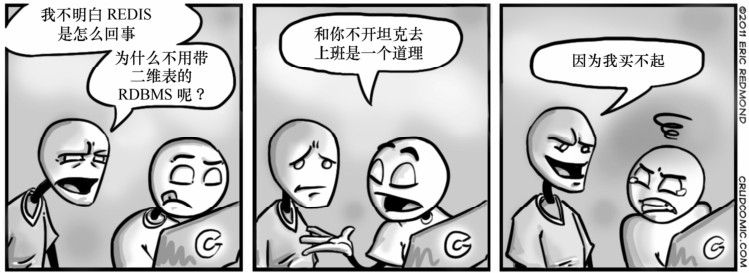 我不明白 REDIS
是怎么回事
为什么不用带
二维表的
RDBMS 呢？
和你不开坦克去
上班是一个道理
因为我买不起
©2011 ERIC REDMOND
CRUDCOMIC.COM
G
G